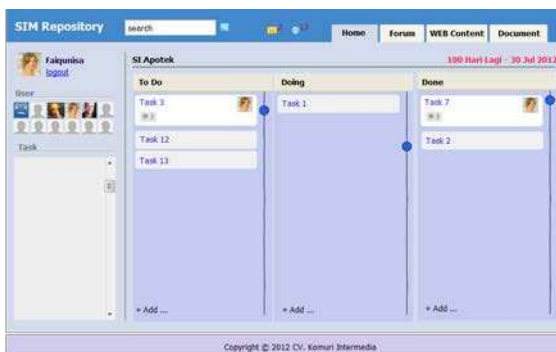 SIM Repository
search
Home Forum WEB Content Document
Faiqunisa
logout
User
Task
SI Apotek
100 Hari Lagi - 30 Jul 2012
To Do
Task 3
Task 12
Task 13
+ Add ...
Doing
Task 1
+ Add ...
Done
Task 7
Task 2
+ Add ...
Copyright © 2012 CV. Komuri Intermedia